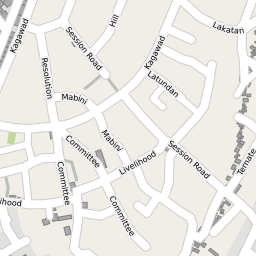 Kagawad
Hill
Lakatan
Session Road
Kagawad
Resolution
Latundan
Mabini
Mabini
Committee
Livelihood
Session Road
Ternate
Committee
lihood
Committee